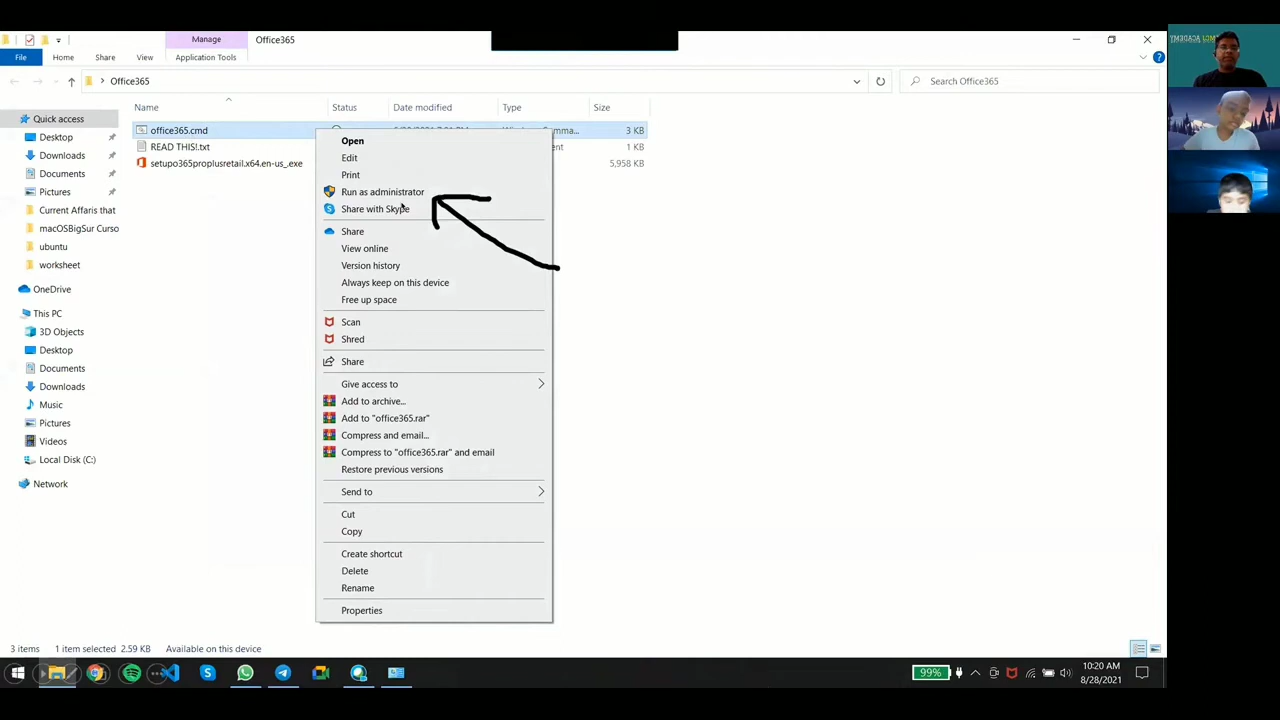 Manage
Office365
File
Home
Share
View
Application Tools
Office365
Search Office365
Name
Status
Date modified
Type
Size
Quick access
Desktop
Downloads
Documents
Pictures
Current Affaris that
macOSBigSur Curso
ubuntu
worksheet
OneDrive
This PC
3D Objects
Desktop
Documents
Downloads
Music
Pictures
Videos
Local Disk (C:)
Network
office365.cmd
3 KB
READ THIS!.txt
1 KB
setupo365proplusretail.x64.en-us_.exe
5,958 KB
Open
Edit
Print
Run as administrator
Share with Skype
Share
View online
Version history
Always keep on this device
Free up space
Scan
Shred
Share
Give access to
Add to archive...
Add to "office365.rar"
Compress and email...
Compress to "office365.rar" and email
Restore previous versions
Send to
Cut
Copy
Create shortcut
Delete
Rename
Properties
3 items
1 item selected 2.59 KB
Available on this device
99%
10:20 AM
8/28/2021